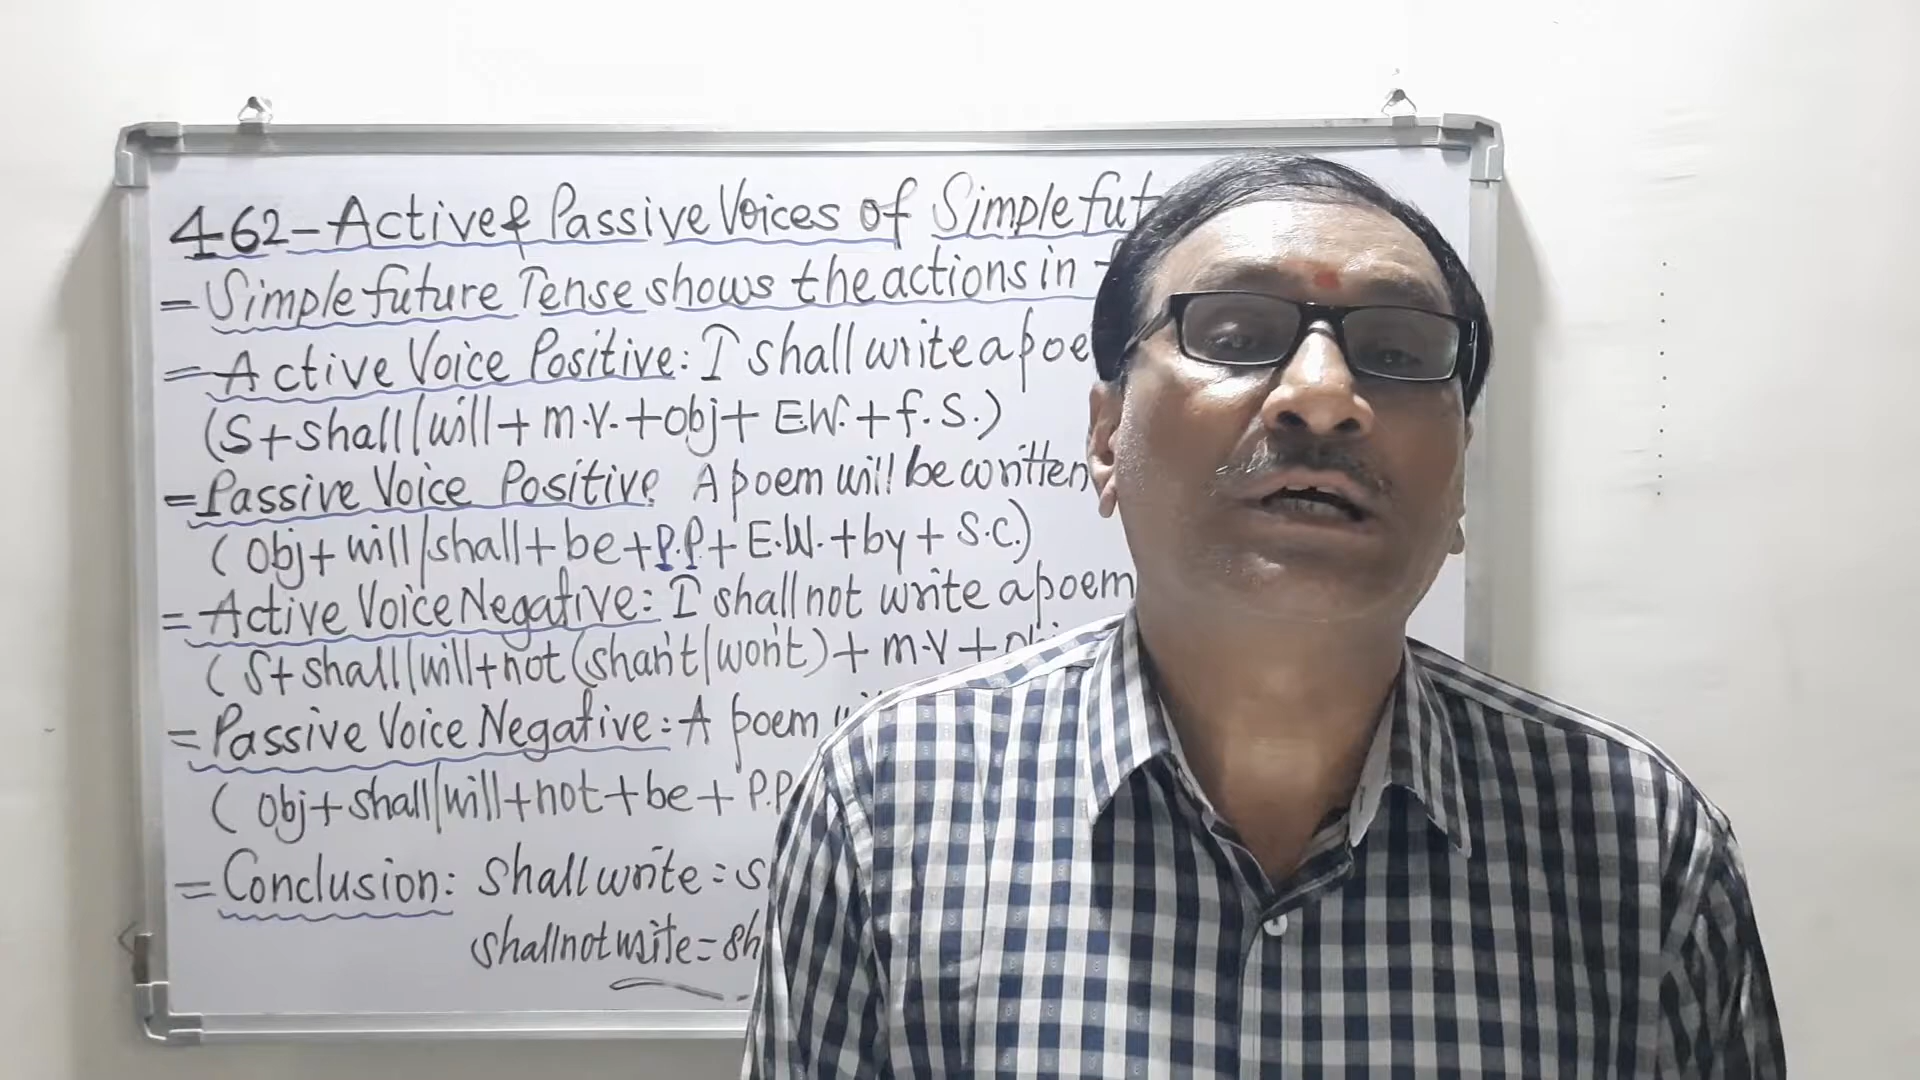 462-Active & Passive Voices of Simple fut
= Simple future Tense shows the actions in
= Active Voice Positive: I shall write a poe
(S+shall/will+m.v.+obj+ E.W.+f.S.)
= Passive Voice Positive A poem will be written
(obj+will/shall+be+P.P.+E.W.+by+S.C.)
= Active Voice Negative: I shall not write a poem
(S+shall/will+not(shan't/won't)+m.v+obj
= Passive Voice Negative: A poem
(obj+shall/will+not+be+P.P
= Conclusion: shall write = s
shall not write = sh